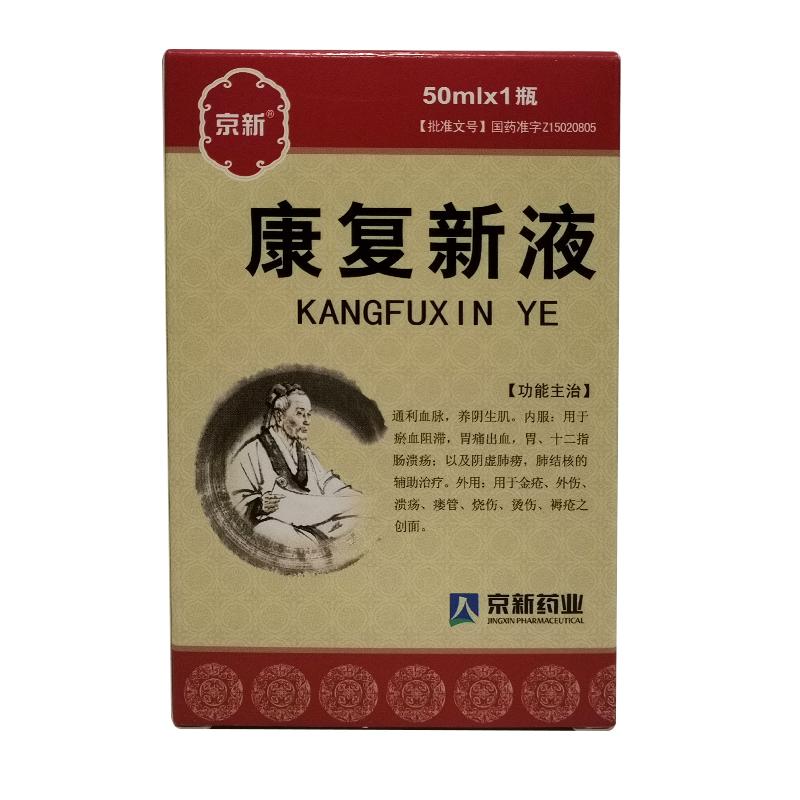 京新®
50mlx1瓶
【批准文号】国药准字Z15020805
康复新液
KANGFUXIN YE
【功能主治】
通利血脉，养阴生肌。内服：用于
瘀血阻滞，胃痛出血，胃、十二指
肠溃疡；以及阴虚肺痨，肺结核的
辅助治疗。外用：用于金疮、外伤、
溃疡、瘘管、烧伤、烫伤、褥疮之
创面。
京新药业
JINGXIN PHARMACEUTICAL